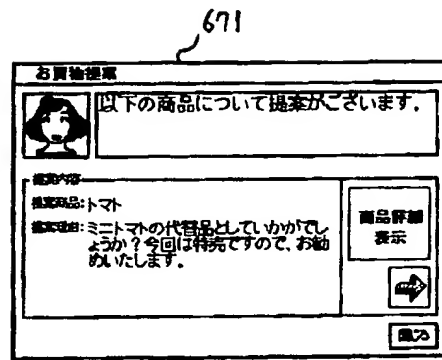 671
お買物提案
以下の商品について提案がございます。
提案内容
提案商品:トマト
提案理由:ミニトマトの代替品としていかがでし
ょうか？今回は特売ですので、お勧
めいたします。
商品詳細
表示
閉じる